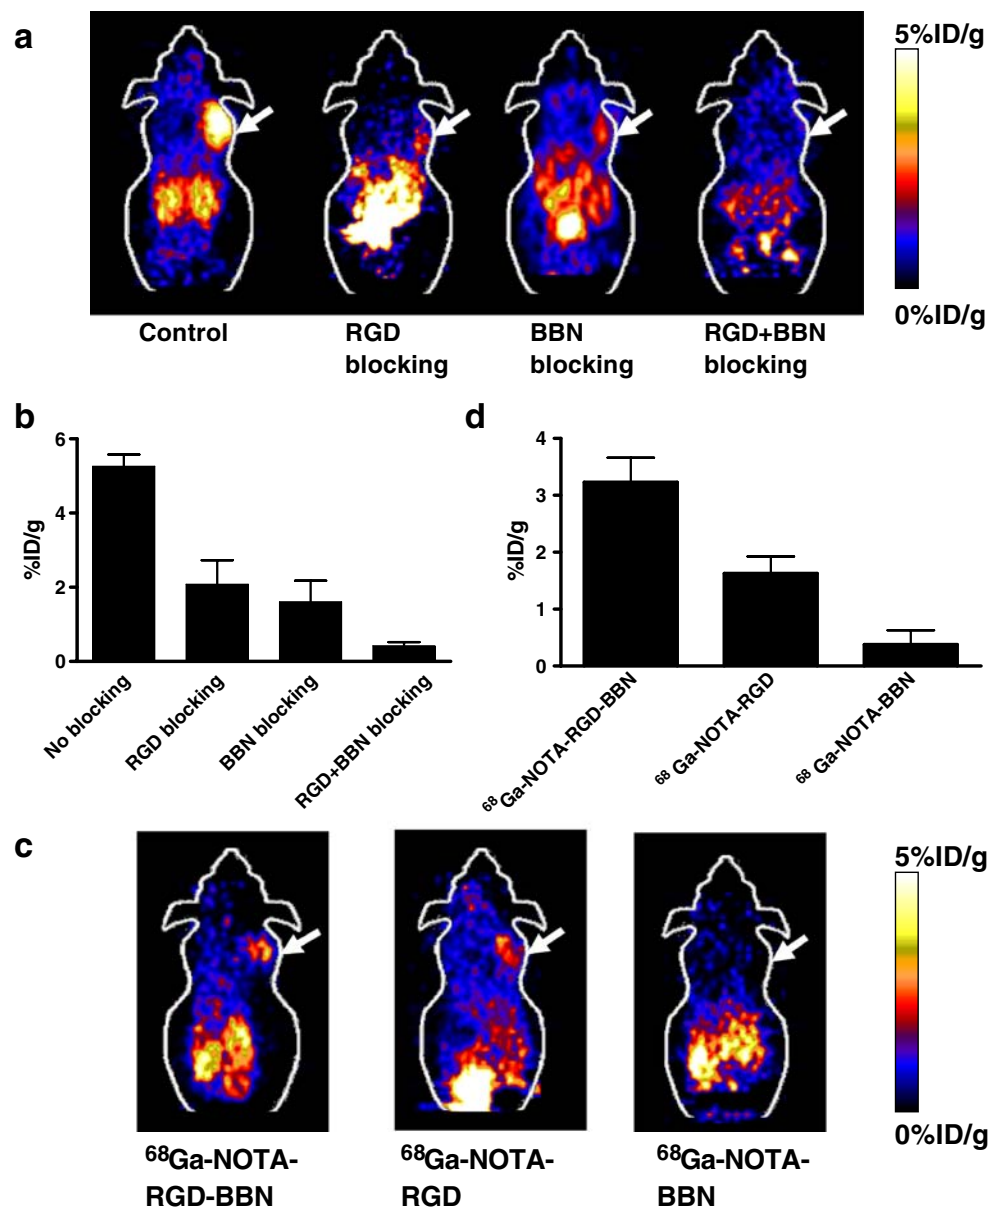 a
5%ID/g
0%ID/g
Control
RGD
blocking
BBN
blocking
RGD+BBN
blocking
b
%ID/g
6
4
2
0
No blocking
RGD blocking
BBN blocking
RGD+BBN blocking
d
%ID/g
4
3
2
1
0
⁶⁸Ga-NOTA-RGD-BBN
⁶⁸Ga-NOTA-RGD
⁶⁸Ga-NOTA-BBN
c
5%ID/g
0%ID/g
⁶⁸Ga-NOTA-
RGD-BBN
⁶⁸Ga-NOTA-
RGD
⁶⁸Ga-NOTA-
BBN